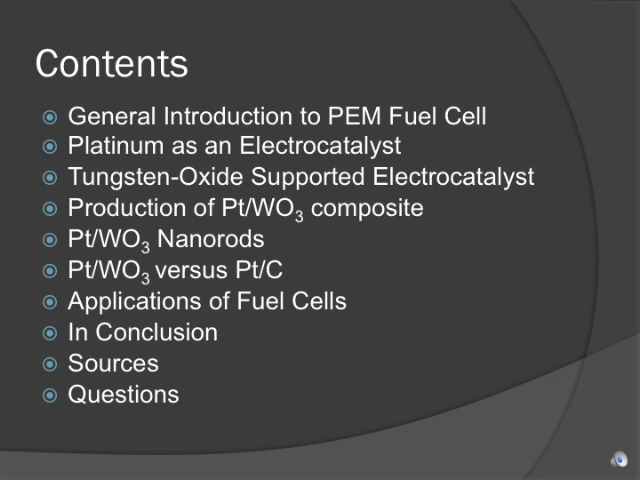 Contents
General Introduction to PEM Fuel Cell
Platinum as an Electrocatalyst
Tungsten-Oxide Supported Electrocatalyst
Production of Pt/WO₃ composite
Pt/WO₃ Nanorods
Pt/WO₃ versus Pt/C
Applications of Fuel Cells
In Conclusion
Sources
Questions